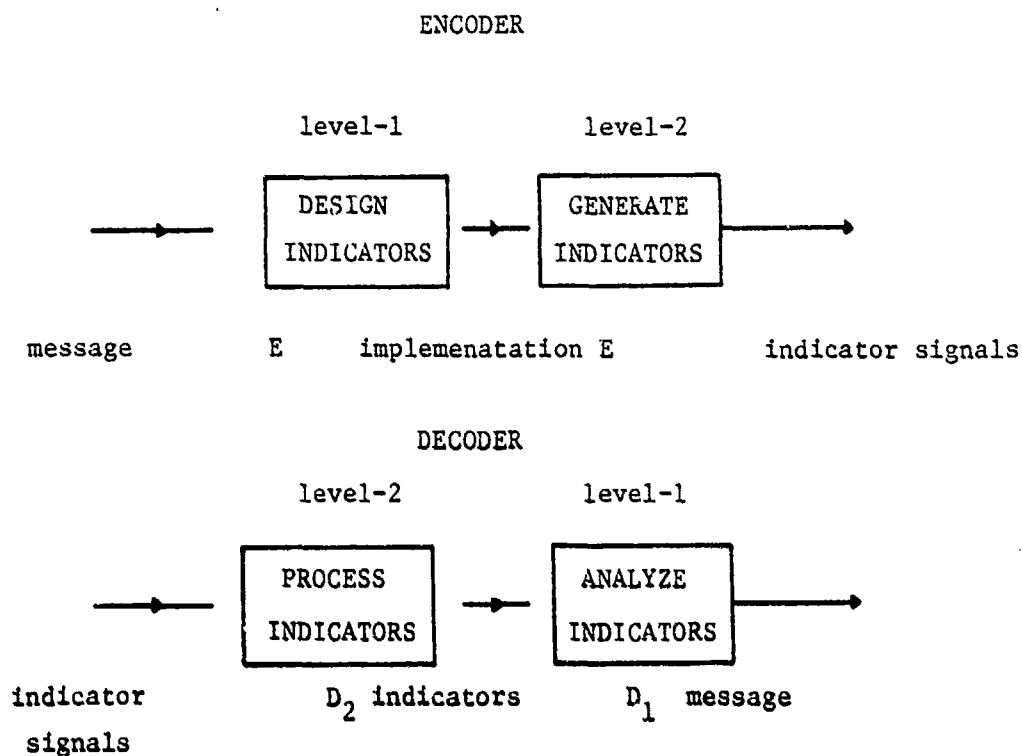 ENCODER
level-1 level-2
DESIGN GENERATE
INDICATORS INDICATORS
message E implemenatation E indicator signals
DECODER
level-2 level-1
PROCESS ANALYZE
INDICATORS INDICATORS
indicator D2 indicators D1 message
signals